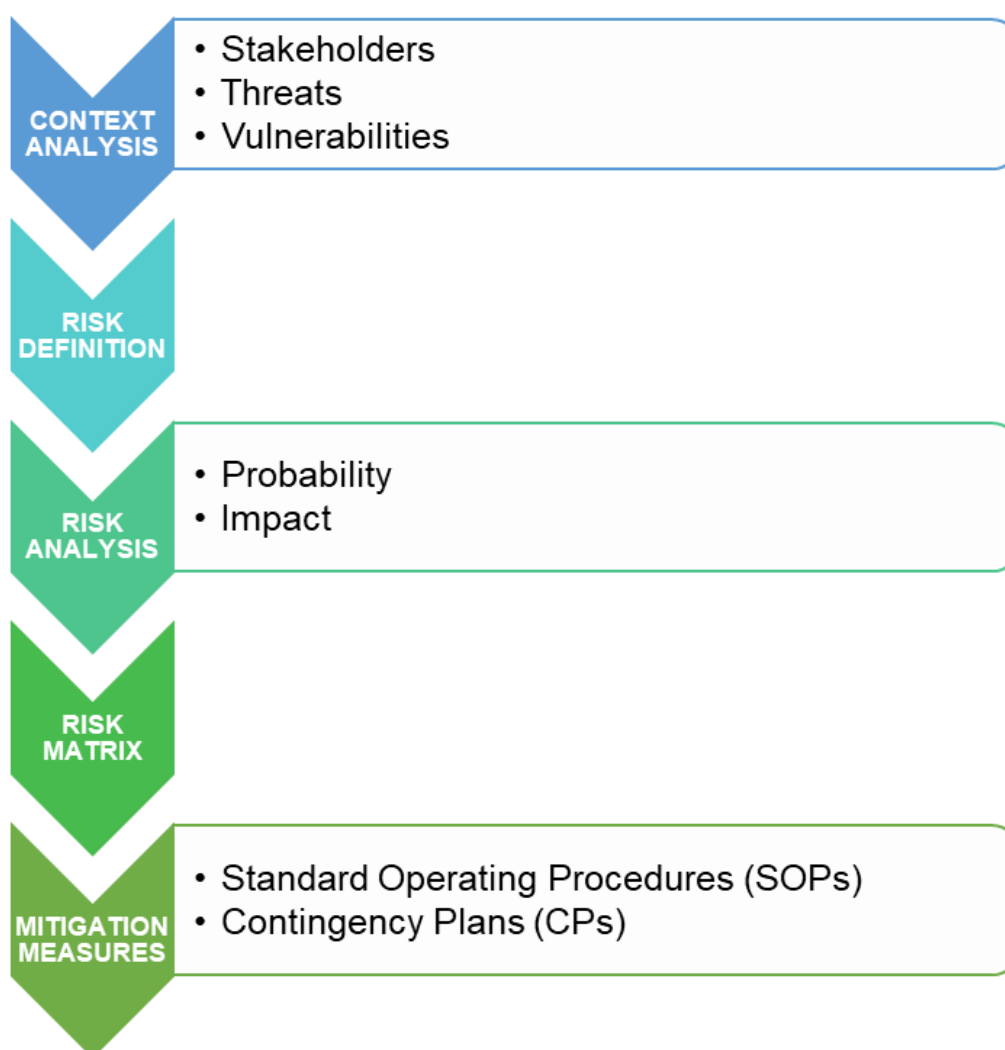 CONTEXT
ANALYSIS
• Stakeholders
• Threats
• Vulnerabilities
RISK
DEFINITION
RISK
ANALYSIS
• Probability
• Impact
RISK
MATRIX
MITIGATION
MEASURES
• Standard Operating Procedures (SOPs)
• Contingency Plans (CPs)